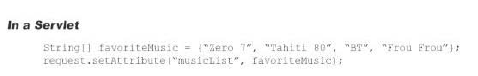 In a Servlet
String[] favoriteMusic = {"Zero 7", "Tahiti 80", "BT", "Frou Frou"};
request.setAttribute("musicList", favoriteMusic);